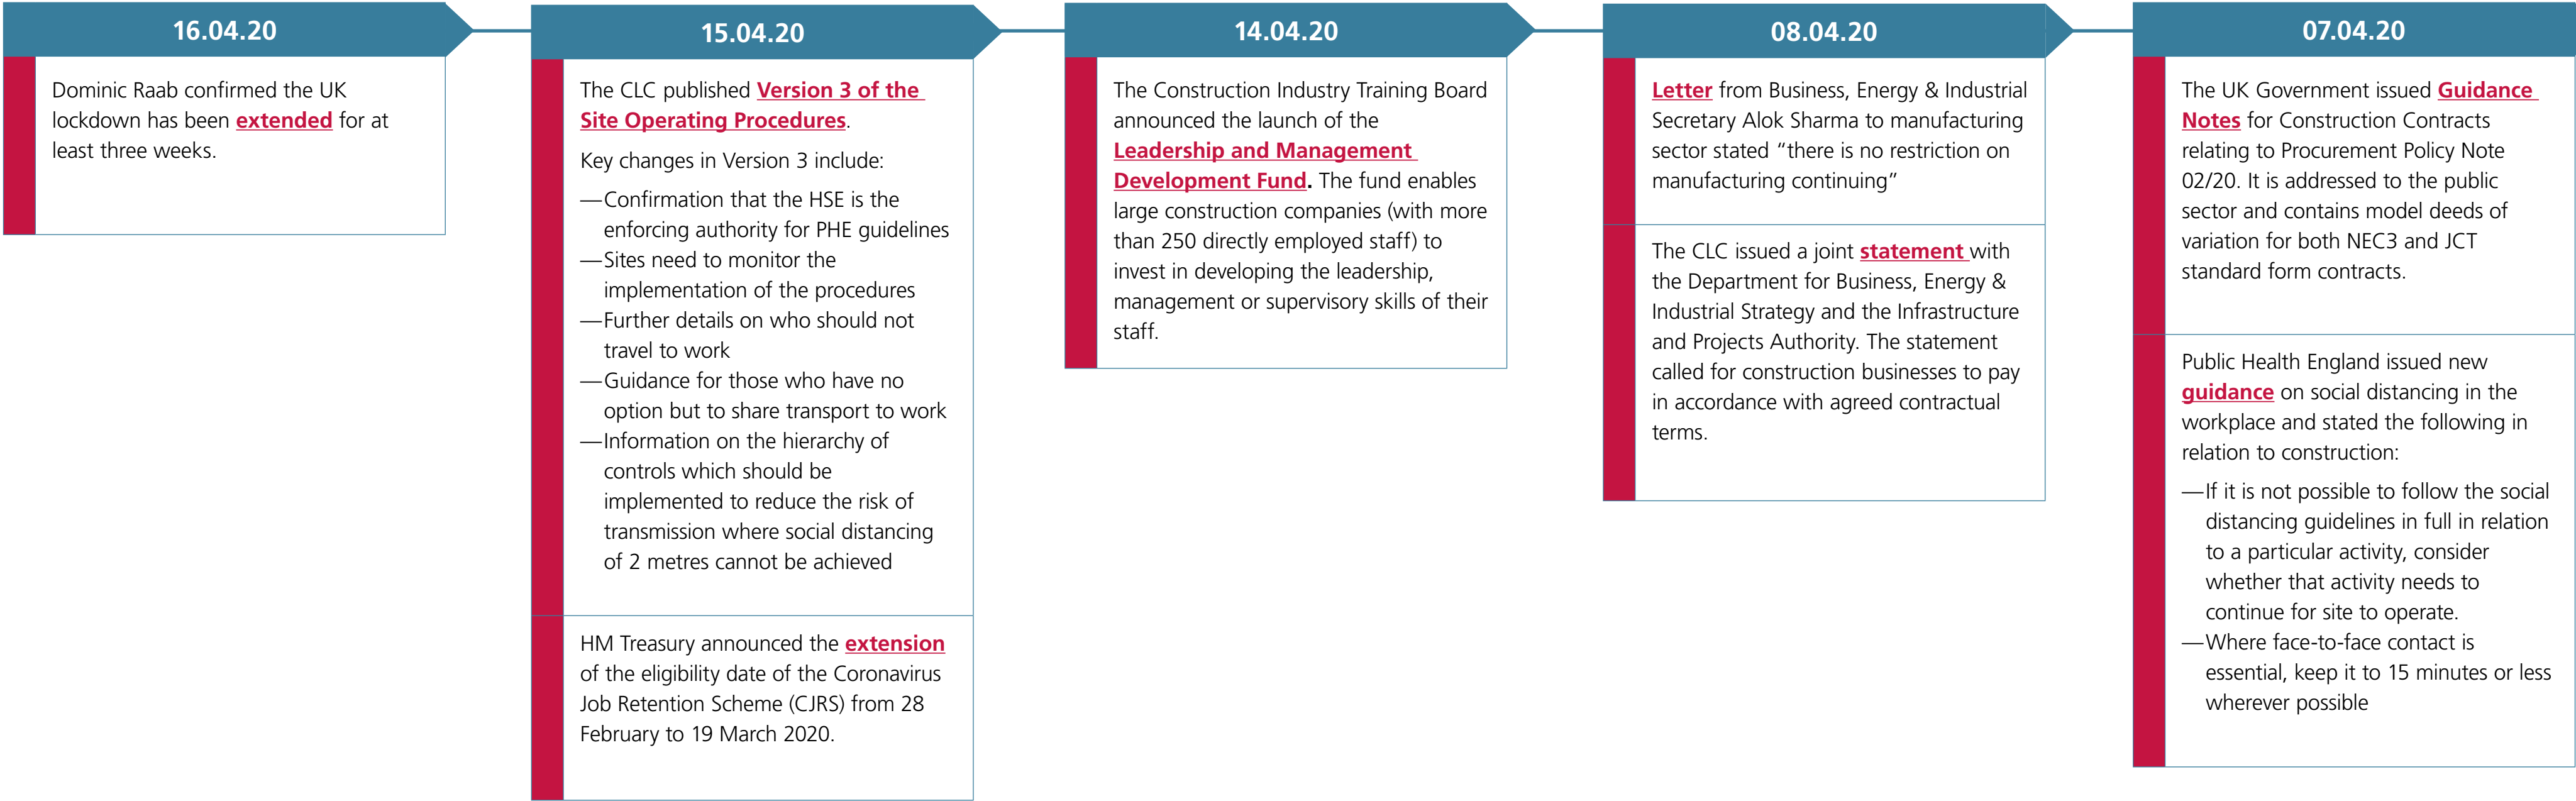 16.04.20
Dominic Raab confirmed the UK
lockdown has been extended for at
least three weeks.
15.04.20
The CLC published Version 3 of the
Site Operating Procedures.
Key changes in Version 3 include:
—Confirmation that the HSE is the
enforcing authority for PHE guidelines
—Sites need to monitor the
implementation of the procedures
—Further details on who should not
travel to work
—Guidance for those who have no
option but to share transport to work
—Information on the hierarchy of
controls which should be
implemented to reduce the risk of
transmission where social distancing
of 2 metres cannot be achieved
HM Treasury announced the extension
of the eligibility date of the Coronavirus
Job Retention Scheme (CJRS) from 28
February to 19 March 2020.
14.04.20
The Construction Industry Training Board
announced the launch of the
Leadership and Management
Development Fund. The fund enables
large construction companies (with more
than 250 directly employed staff) to
invest in developing the leadership,
management or supervisory skills of their
staff.
08.04.20
Letter from Business, Energy & Industrial
Secretary Alok Sharma to manufacturing
sector stated “there is no restriction on
manufacturing continuing”
The CLC issued a joint statement with
the Department for Business, Energy &
Industrial Strategy and the Infrastructure
and Projects Authority. The statement
called for construction businesses to pay
in accordance with agreed contractual
terms.
07.04.20
The UK Government issued Guidance
Notes for Construction Contracts
relating to Procurement Policy Note
02/20. It is addressed to the public
sector and contains model deeds of
variation for both NEC3 and JCT
standard form contracts.
Public Health England issued new
guidance on social distancing in the
workplace and stated the following in
relation to construction:
—If it is not possible to follow the social
distancing guidelines in full in relation
to a particular activity, consider
whether that activity needs to
continue for site to operate.
—Where face-to-face contact is
essential, keep it to 15 minutes or less
wherever possible